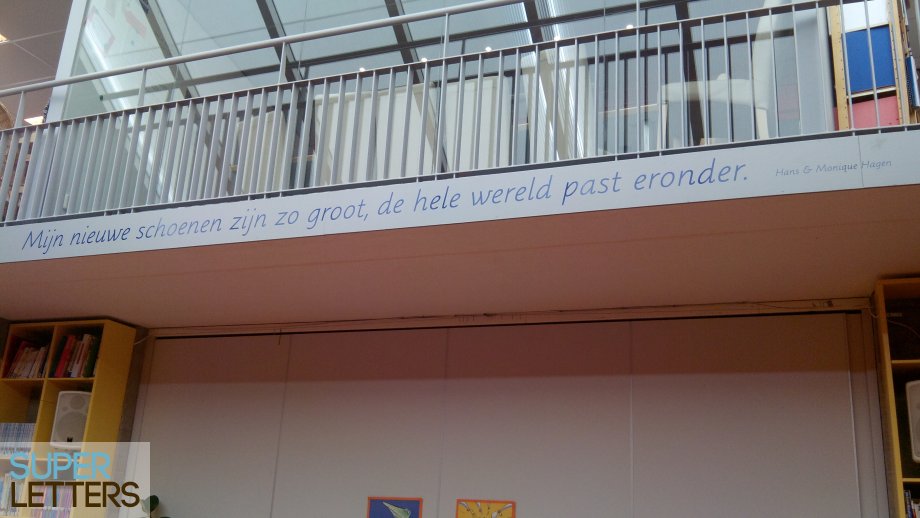 Mijn nieuwe schoenen zijn zo groot, de hele wereld past eronder.
Hans & Monique Hagen
SUPER
LETTERS